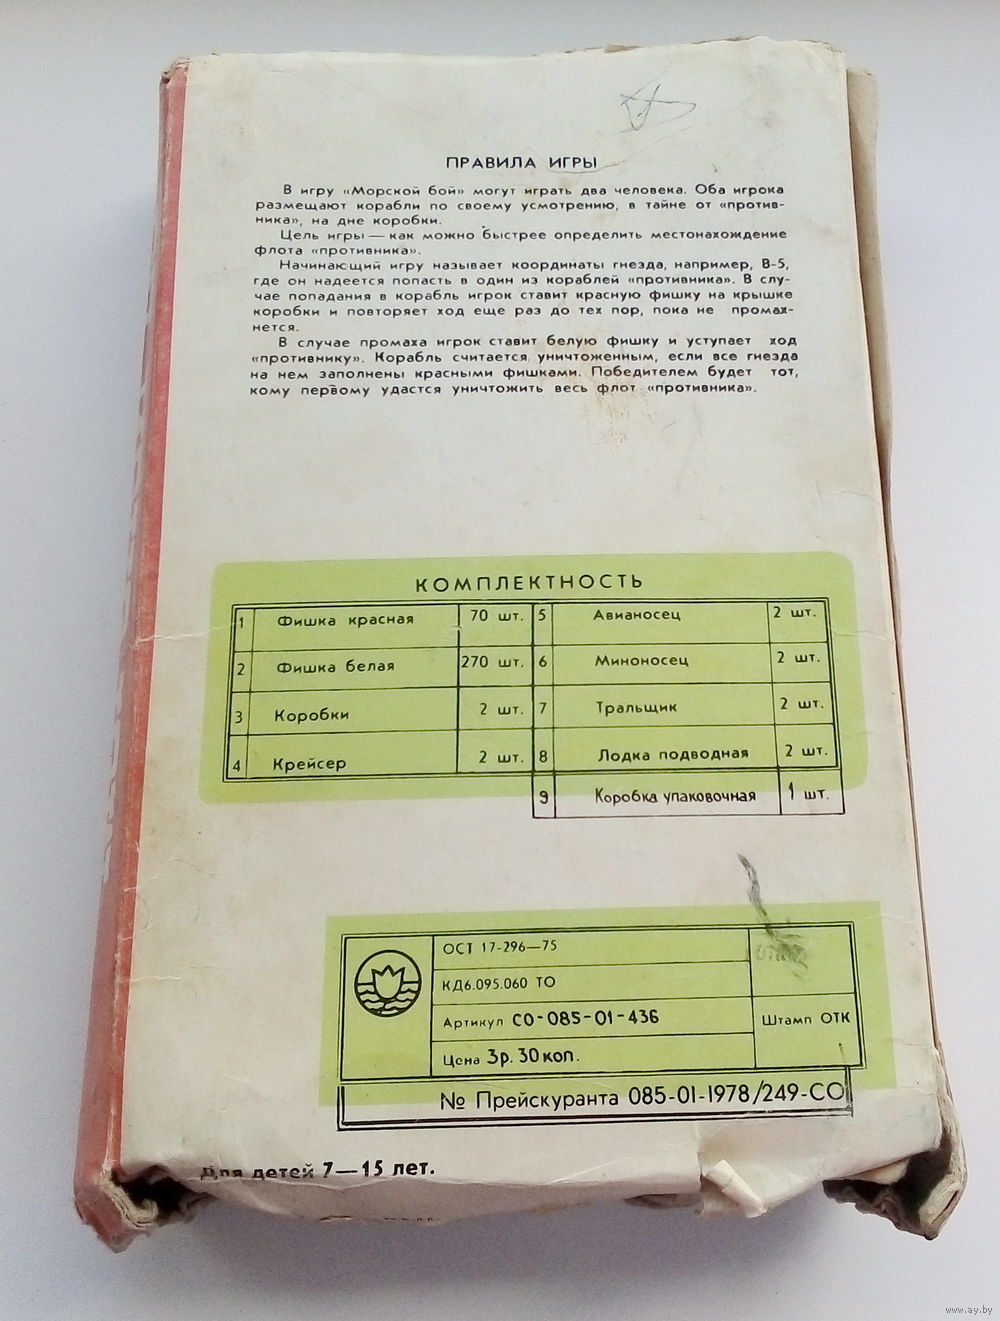 ПРАВИЛА ИГРЫ
В игру «Морской бой» могут играть два человека. Оба игрока
размещают корабли по своему усмотрению, в тайне от «против-
ника», на дне коробки.
Цель игры — как можно быстрее определить местонахождение
флота «противника».
Начинающий игру называет координаты гнезда, например, В-5,
где он надеется попасть в один из кораблей «противника». В слу-
чае попадания в корабль игрок ставит красную фишку на крышке
коробки и повторяет ход еще раз до тех пор, пока не промах-
нется.
В случае промаха игрок ставит белую фишку и уступает ход
«противнику». Корабль считается уничтоженным, если все гнезда
на нем заполнены красными фишками. Победителем будет тот,
кому первому удастся уничтожить весь флот «противника».
КОМПЛЕКТНОСТЬ
1 Фишка красная 70 шт. 5 Авианосец 2 шт.
2 Фишка белая 270 шт. 6 Миноносец 2 шт.
3 Коробки 2 шт. 7 Тральщик 2 шт.
4 Крейсер 2 шт. 8 Лодка подводная 2 шт.
9 Коробка упаковочная 1 шт.
ОСТ 17-296—75
КД6.095.060 ТО
Артикул СО-085-01-436
Штамп ОТК
Цена 3р. 30 коп.
№ Прейскуранта 085-01-1978/249-СО
Для детей 7—15 лет.
www.ay.by